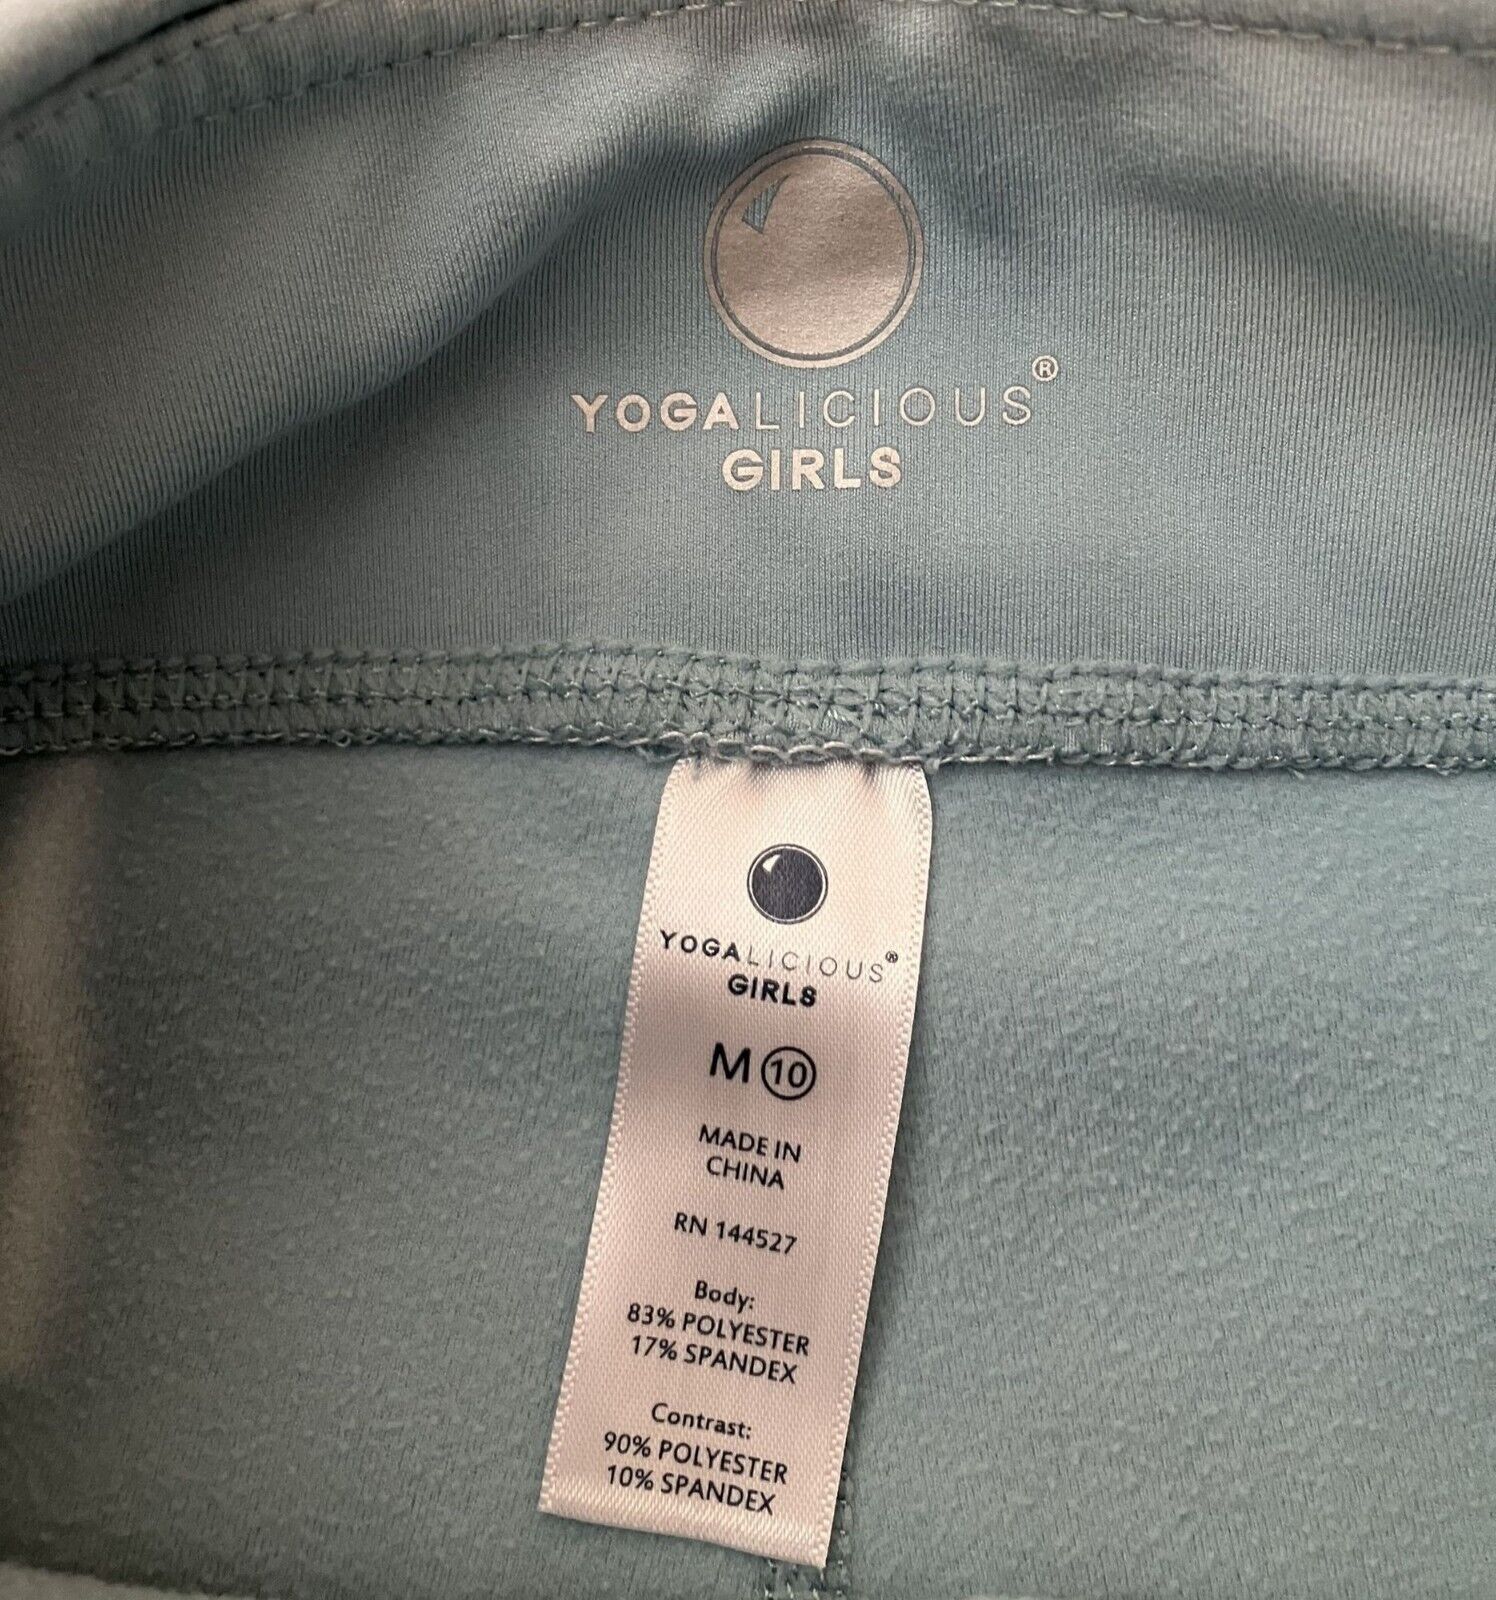 YOGALICIOUS®
GIRLS
YOGALICIOUS®
GIRLS
M 10
MADE IN
CHINA
RN 144527
Body:
83% POLYESTER
17% SPANDEX
Contrast:
90% POLYESTER
10% SPANDEX